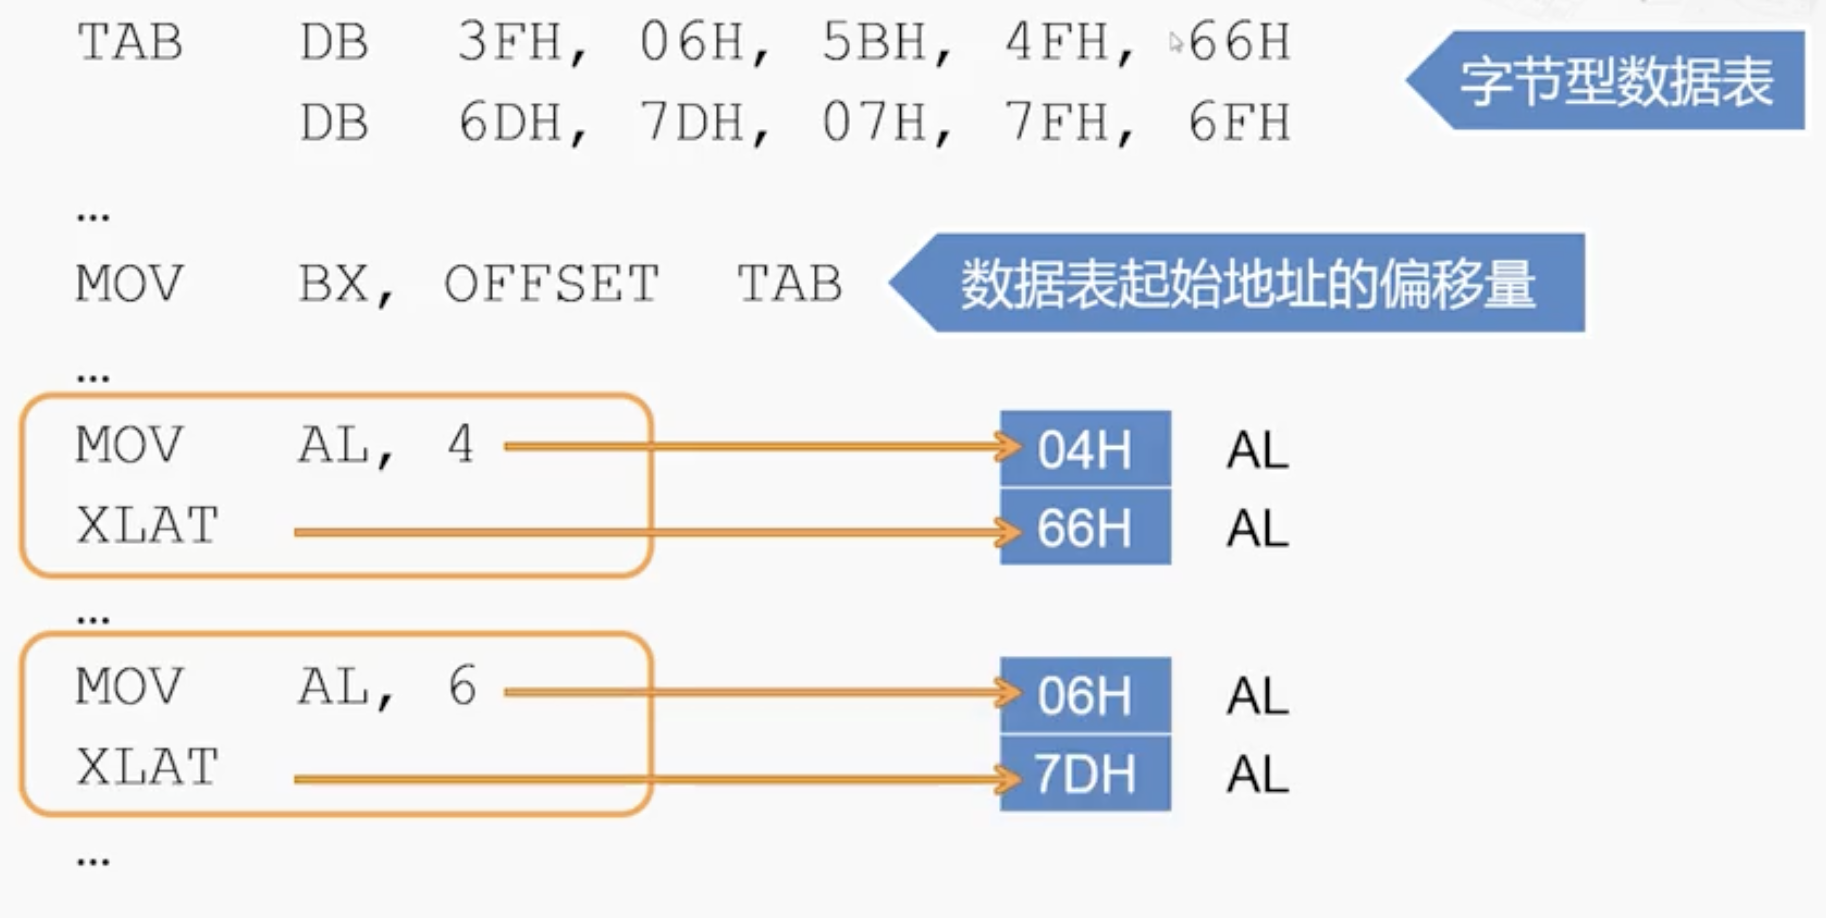 TAB DB 3FH, 06H, 5BH, 4FH, 66H
字节型数据表
DB 6DH, 7DH, 07H, 7FH, 6FH
…
MOV BX, OFFSET TAB
数据表起始地址的偏移量
…
MOV AL, 4
04H AL
XLAT
66H AL
…
MOV AL, 6
06H AL
XLAT
7DH AL
…